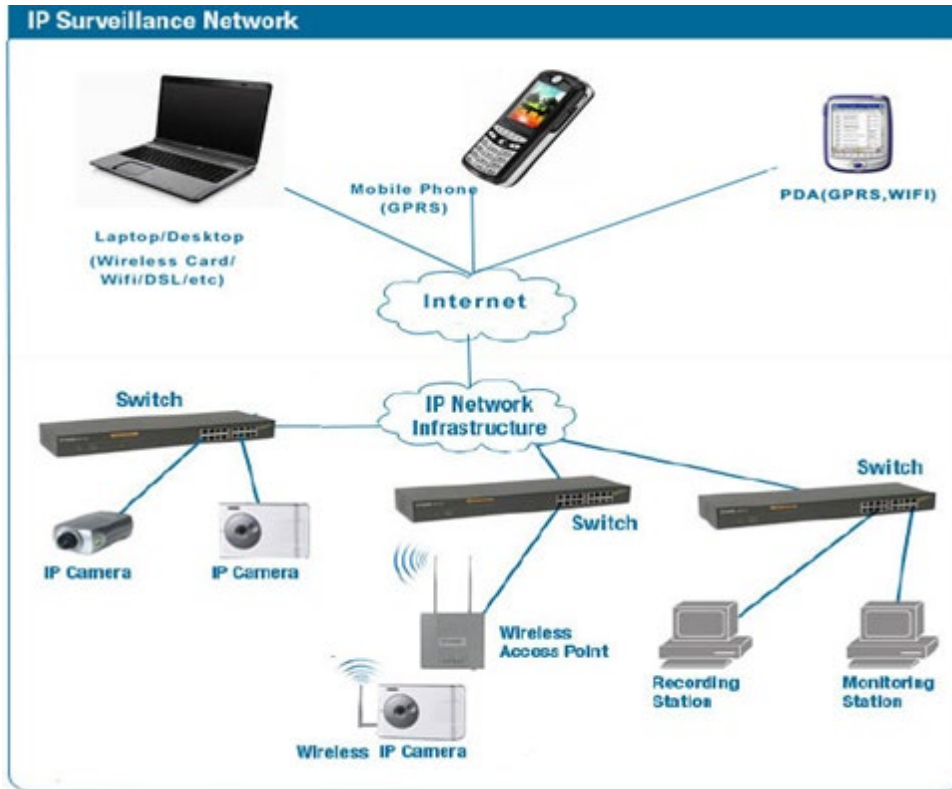 IP Surveillance Network
Mobile Phone
(GPRS)
PDA(GPRS,WIFI)
Laptop/Desktop
(Wireless Card/
Wifi/DSL/etc)
Internet
Switch
IP Network
Infrastructure
Switch
Switch
IP Camera
IP Camera
Wireless
Access Point
Recording
Station
Monitoring
Station
Wireless IP Camera